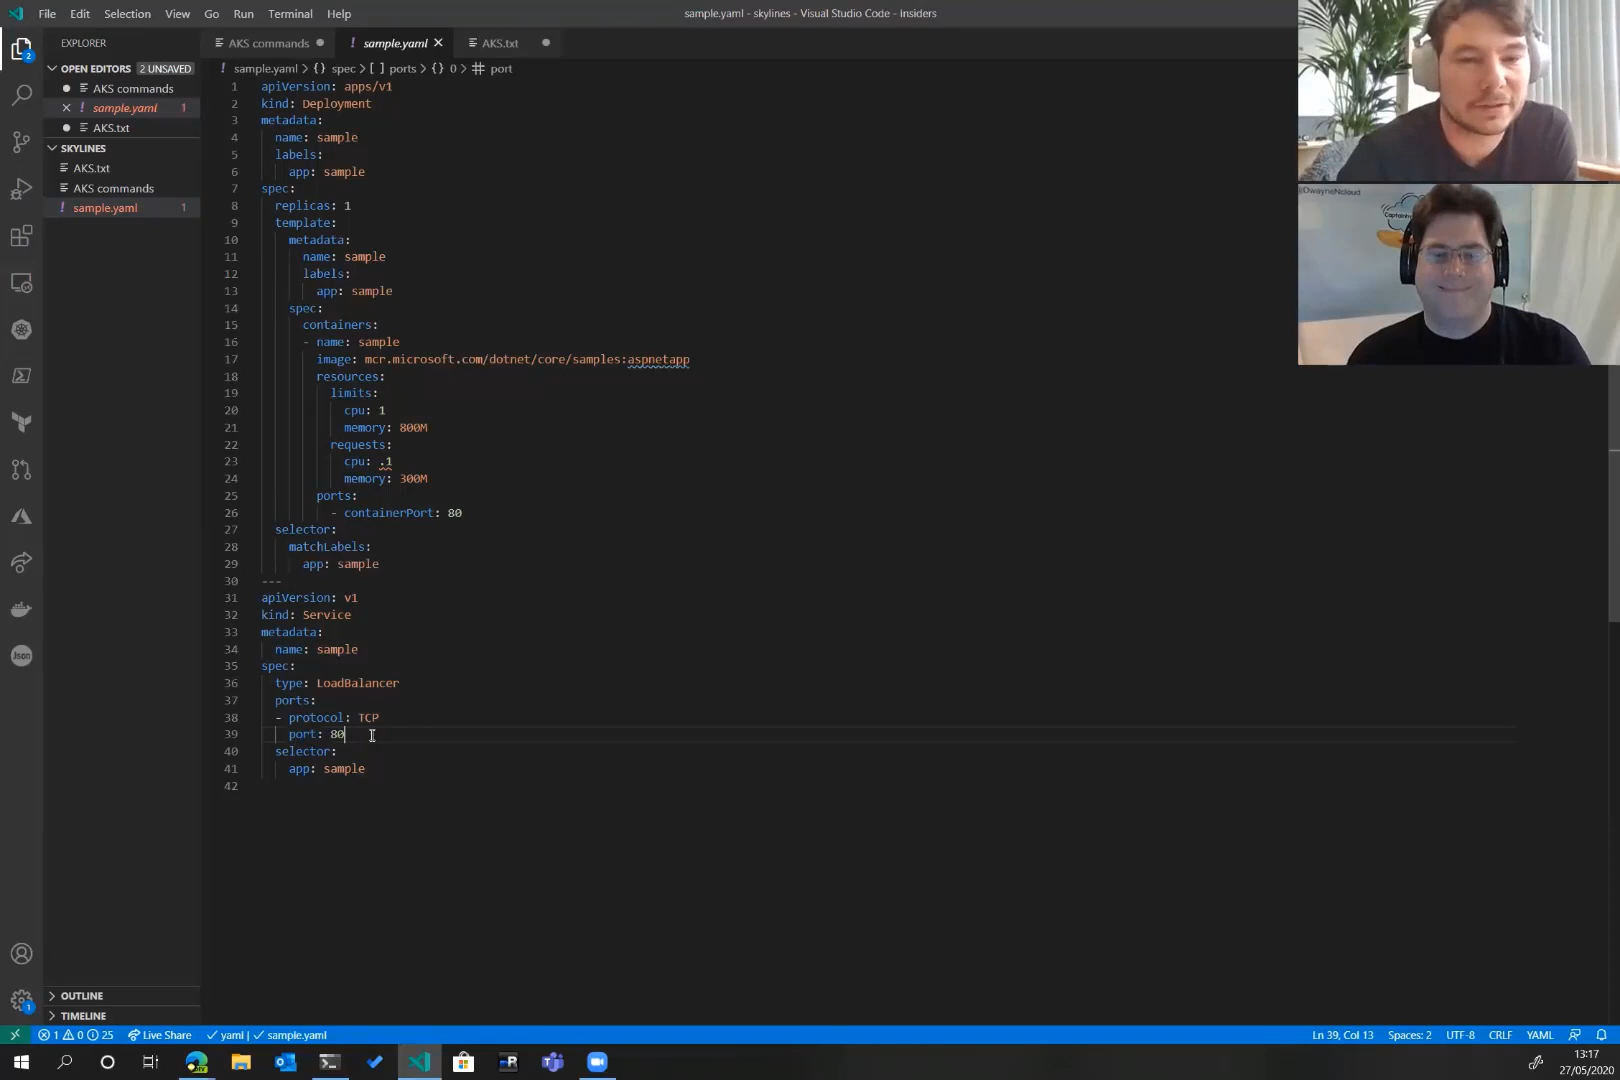 File Edit Selection View Go Run Terminal Help
sample.yaml - skylines - Visual Studio Code - Insiders
EXPLORER
AKS commands
sample.yaml
AKS.txt
OPEN EDITORS 2 UNSAVED
AKS commands
sample.yaml 1
AKS.txt
SKYLINES
AKS.txt
AKS commands
sample.yaml 1
2
Json
1
OUTLINE
TIMELINE
sample.yaml > {} spec > [ ] ports > {} 0 > # port
1 apiVersion: apps/v1
2 kind: Deployment
3 metadata:
4 name: sample
5 labels:
6 app: sample
7 spec:
8 replicas: 1
9 template:
10 metadata:
11 name: sample
12 labels:
13 app: sample
14 spec:
15 containers:
16 - name: sample
17 image: mcr.microsoft.com/dotnet/core/samples:aspnetapp
18 resources:
19 limits:
20 cpu: 1
21 memory: 800M
22 requests:
23 cpu: .1
24 memory: 300M
25 ports:
26 - containerPort: 80
27 selector:
28 matchLabels:
29 app: sample
30 ---
31 apiVersion: v1
32 kind: Service
33 metadata:
34 name: sample
35 spec:
36 type: LoadBalancer
37 ports:
38 - protocol: TCP
39 port: 80
40 selector:
41 app: sample
42
@DwayneNcloud
1 0 25 Live Share yaml | sample.yaml
Ln 39, Col 13 Spaces: 2 UTF-8 CRLF YAML
13:17
27/05/2020